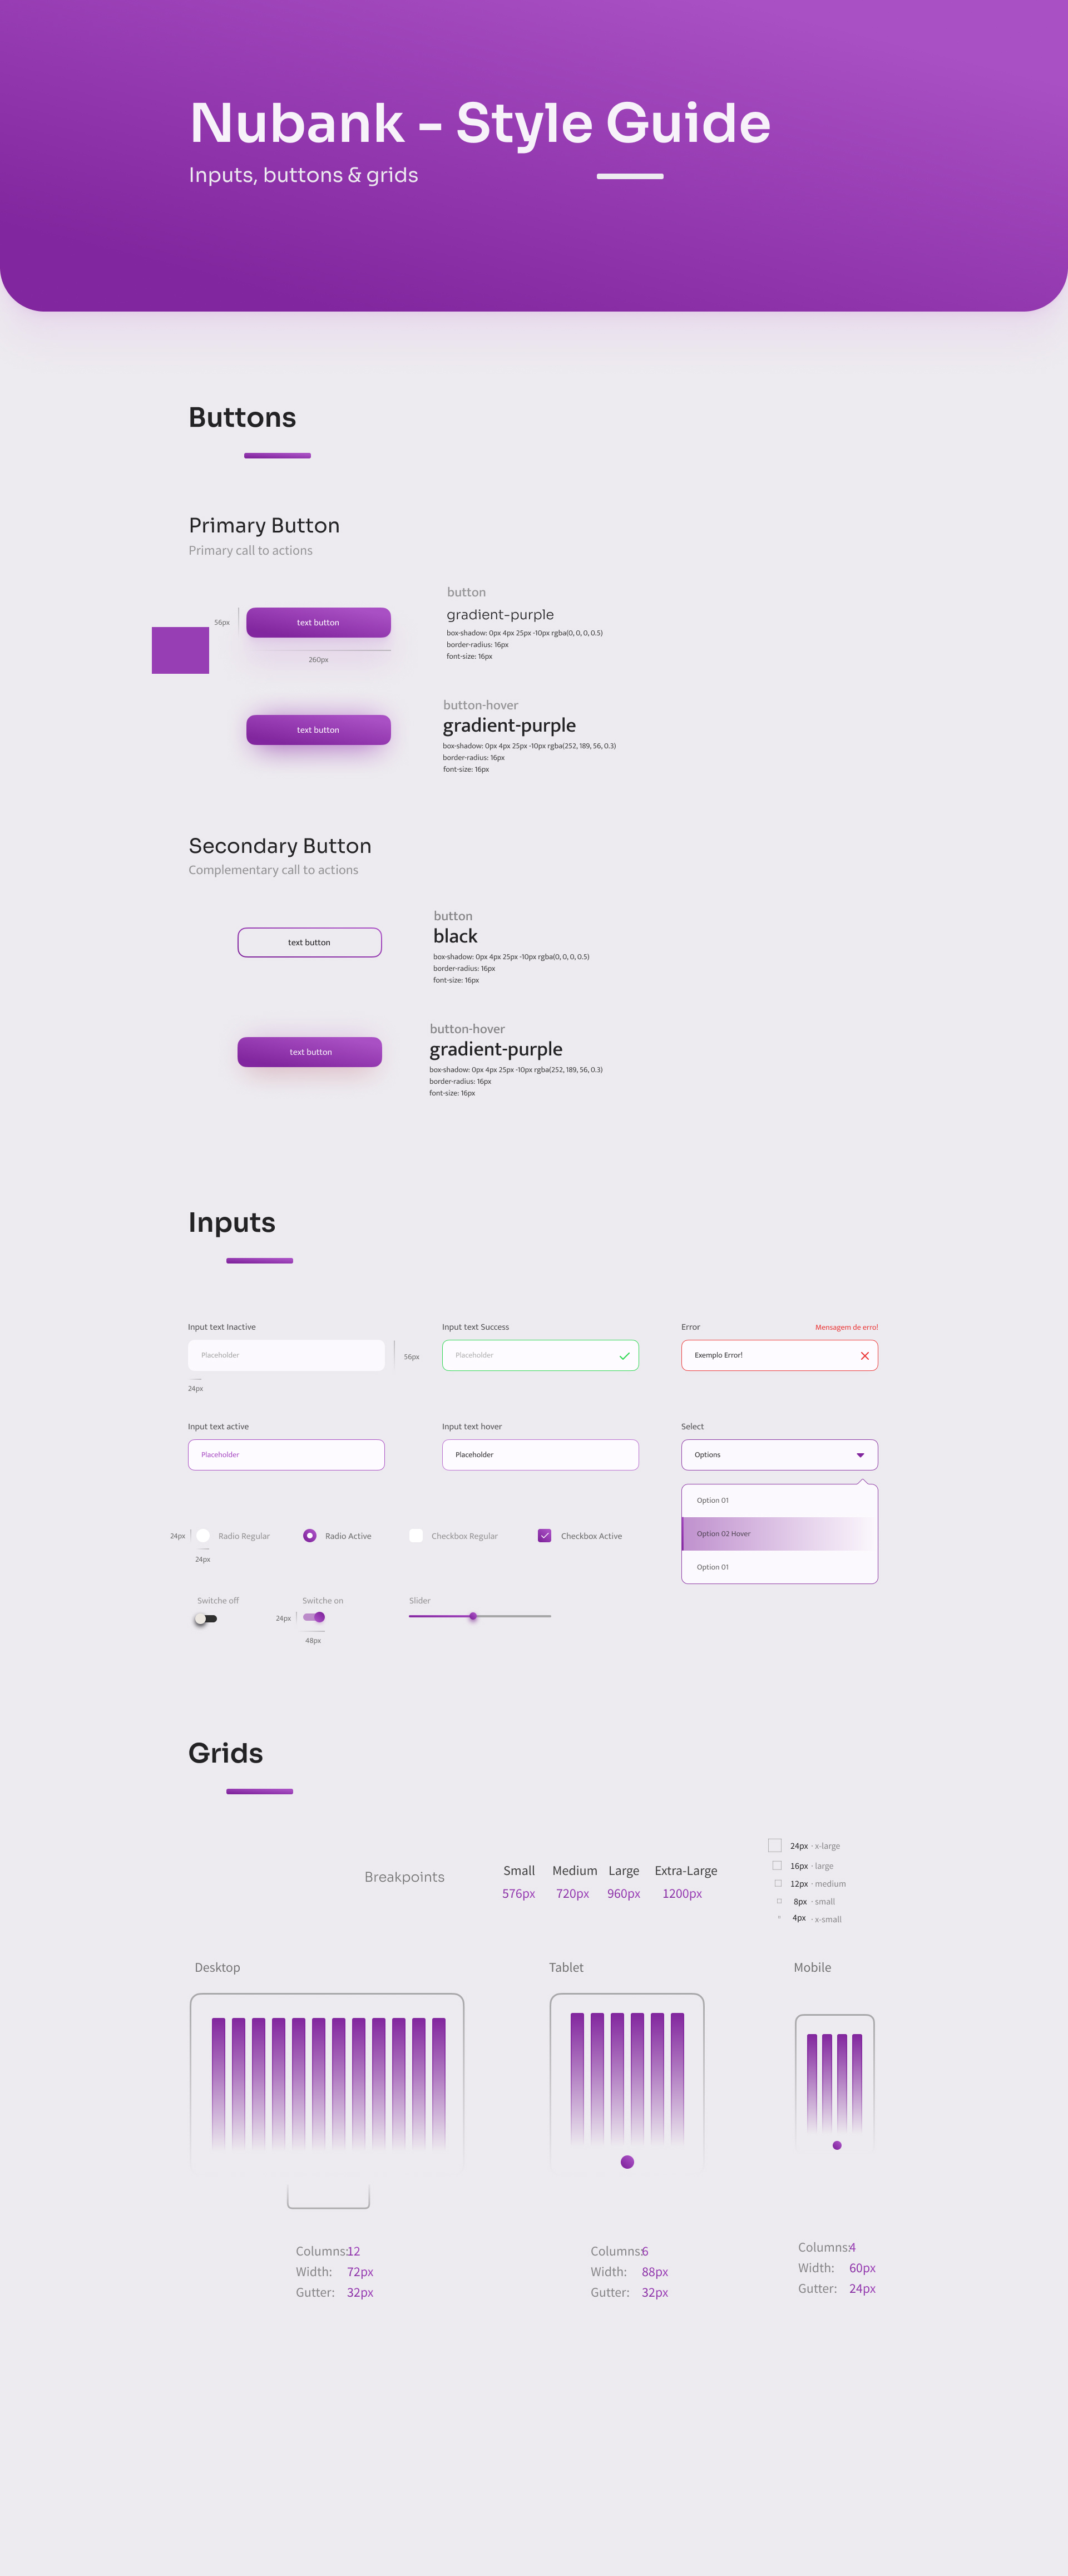 Nubank - Style Guide
Inputs, buttons & grids
Buttons
Primary Button
Primary call to actions
56px
text button
260px
button
gradient-purple
box-shadow: 0px 4px 25px -10px rgba(0, 0, 0, 0.5)
border-radius: 16px
font-size: 16px
text button
button-hover
gradient-purple
box-shadow: 0px 4px 25px -10px rgba(252, 189, 56, 0.3)
border-radius: 16px
font-size: 16px
Secondary Button
Complementary call to actions
text button
button
black
box-shadow: 0px 4px 25px -10px rgba(0, 0, 0, 0.5)
border-radius: 16px
font-size: 16px
text button
button-hover
gradient-purple
box-shadow: 0px 4px 25px -10px rgba(252, 189, 56, 0.3)
border-radius: 16px
font-size: 16px
Inputs
Input text Inactive
Placeholder
56px
24px
Input text Success
Placeholder
Error
Mensagem de erro!
Exemplo Error!
Input text active
Placeholder
Input text hover
Placeholder
Select
Options
Option 01
Option 02 Hover
Option 01
24px
Radio Regular
24px
Radio Active
Checkbox Regular
Checkbox Active
Switche off
Switche on
24px
48px
Slider
Grids
Breakpoints
Small
Medium
Large
Extra-Large
576px
720px
960px
1200px
24px · x-large
16px · large
12px · medium
8px · small
4px · x-small
Desktop
Tablet
Mobile
Columns:12
Width: 72px
Gutter: 32px
Columns:6
Width: 88px
Gutter: 32px
Columns:4
Width: 60px
Gutter: 24px